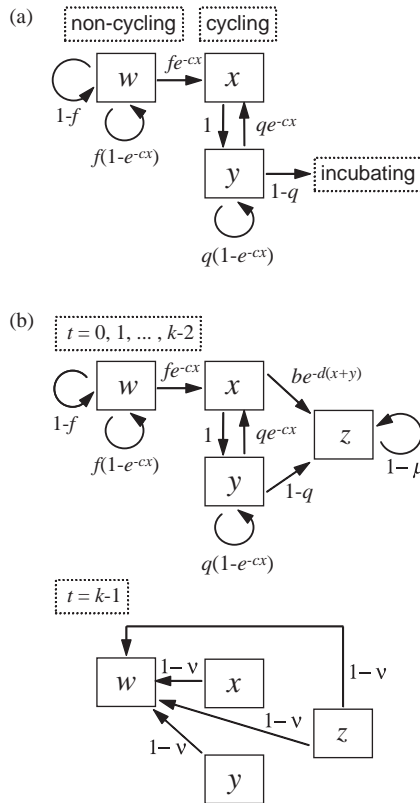 (a)
non-cycling cycling
w fe^-cx x
1-f
f(1-e^-cx)
1 qe^-cx
y
1-q incubating
q(1-e^-cx)
(b)
t = 0, 1, ... , k-2
w fe^-cx x be^-d(x+y)
1-f
f(1-e^-cx)
1 qe^-cx
z
y 1-q 1- μ
q(1-e^-cx)
t = k-1
w 1- ν x 1- ν
1- ν z
1- ν
y